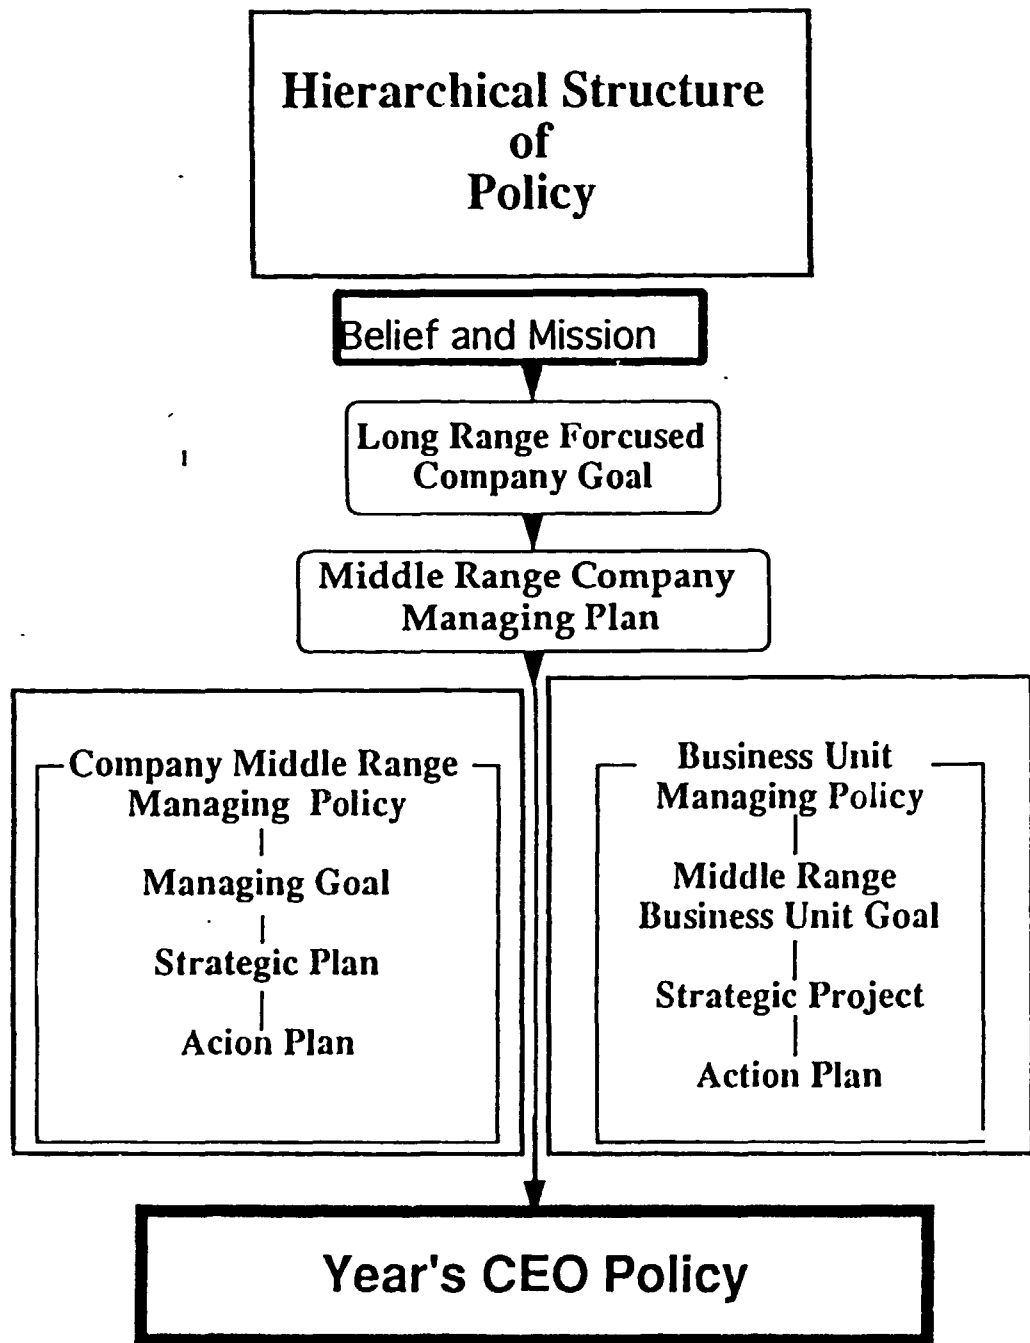 Hierarchical Structure
of
Policy
Belief and Mission
Long Range Forcused
Company Goal
Middle Range Company
Managing Plan
Company Middle Range
Managing Policy
Managing Goal
Strategic Plan
Acion Plan
Business Unit
Managing Policy
Middle Range
Business Unit Goal
Strategic Project
Action Plan
Year's CEO Policy